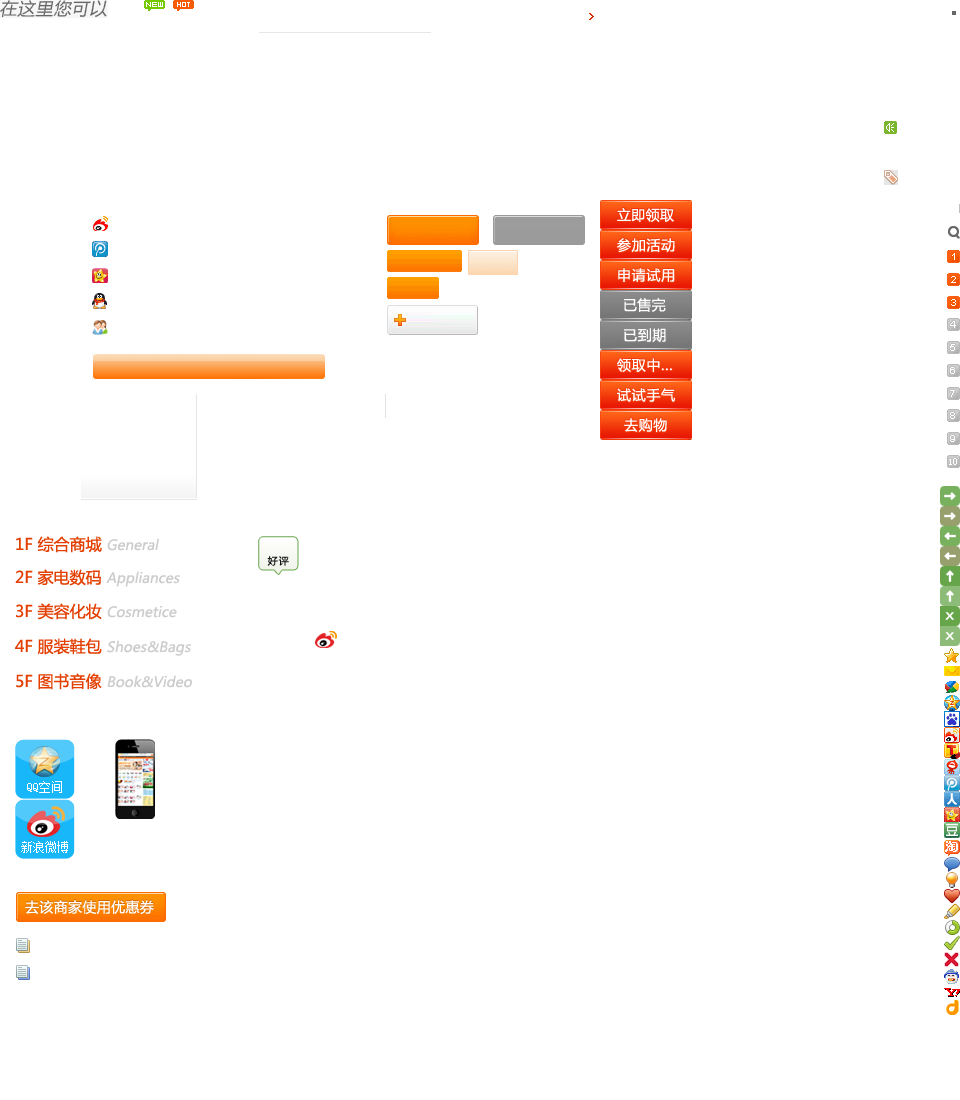 在这里您可以
NEW
HOT
立即领取
参加活动
申请试用
已售完
已到期
领取中...
试试手气
去购物
1
2
3
4
5
6
7
8
9
10
1F 综合商城 General
2F 家电数码 Appliances
3F 美容化妆 Cosmetice
4F 服装鞋包 Shoes&Bags
5F 图书音像 Book&Video
好评
QQ空间
新浪微博
去该商家使用优惠券
人
豆
淘